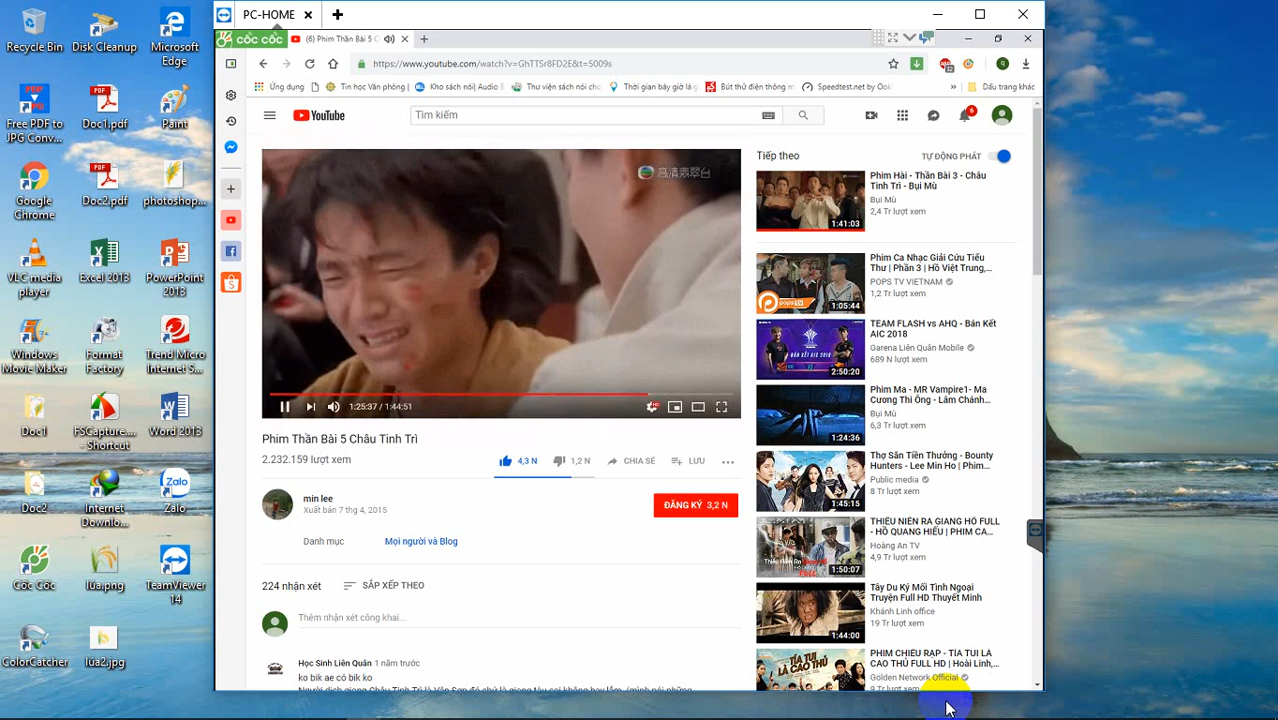 PC-HOME
CỐC CỐC
(6) Phim Thần Bài 5 C
https://www.youtube.com/watch?v=GhTTSr8FD2E&t=5009s
Ứng dụng
Tin học Văn phòng |
Kho sách nói| Audio B
Thư viện sách nói cho
Thời gian bây giờ là g
Bút thử điện thông m
Speedtest.net by Ook
Dấu trang khác
YouTube
Tìm kiếm
6
高清翡翠台
1:25:37 / 1:44:51
HD
Phim Thần Bài 5 Châu Tinh Trì
2.232.159 lượt xem
4,3 N
1,2 N
CHIA SẺ
LƯU
min lee
Xuất bản 7 thg 4, 2015
ĐĂNG KÝ 3,2 N
Danh mục
Mọi người và Blog
224 nhận xét
SẮP XẾP THEO
Thêm nhận xét công khai...
Học Sinh Liên Quân 1 năm trước
ko bik ae có bik ko
Tiếp theo
TỰ ĐỘNG PHÁT
Phim Hài - Thần Bài 3 - Châu
Tinh Trì - Bụi Mù
Bụi Mù
2,4 Tr lượt xem
1:41:03
Phim Ca Nhạc Giải Cứu Tiểu
Thư | Phần 3 | Hồ Việt Trung,...
POPS TV VIETNAM
1,2 Tr lượt xem
1:05:44
TEAM FLASH vs AHQ - Bán Kết
AIC 2018
Garena Liên Quân Mobile
689 N lượt xem
2:50:20
Phim Ma - MR Vampire1- Ma
Cương Thi Ông - Lâm Chánh...
Bụi Mù
6,3 Tr lượt xem
1:24:36
Thợ Săn Tiền Thưởng - Bounty
Hunters - Lee Min Ho | Phim...
Public media
8 Tr lượt xem
1:45:15
THIẾU NIÊN RA GIANG HỒ FULL
- HỒ QUANG HIẾU | PHIM CA...
Hoàng An TV
4,9 Tr lượt xem
1:50:07
Tây Du Ký Mối Tình Ngoại
Truyện Full HD Thuyết Minh
Khánh Linh office
19 Tr lượt xem
1:44:00
PHIM CHIẾU RẠP - TÍA TUI LÀ
CAO THỦ FULL HD | Hoài Linh,...
Golden Network Official
9 Tr lượt xem
Recycle Bin
Disk Cleanup
Microsoft
Edge
Free PDF to
JPG Conv...
Doc1.pdf
Paint
Google
Chrome
Doc2.pdf
photoshop...
VLC media
player
Excel 2013
PowerPoint
2013
Windows
Movie Maker
Format
Factory
Trend Micro
Internet S...
Doc1
FSCapture...
- Shortcut
Word 2013
Doc2
Internet
Downlo...
Zalo
Cốc Cốc
lúa.png
TeamViewer
14
ColorCatcher
lúa2.jpg